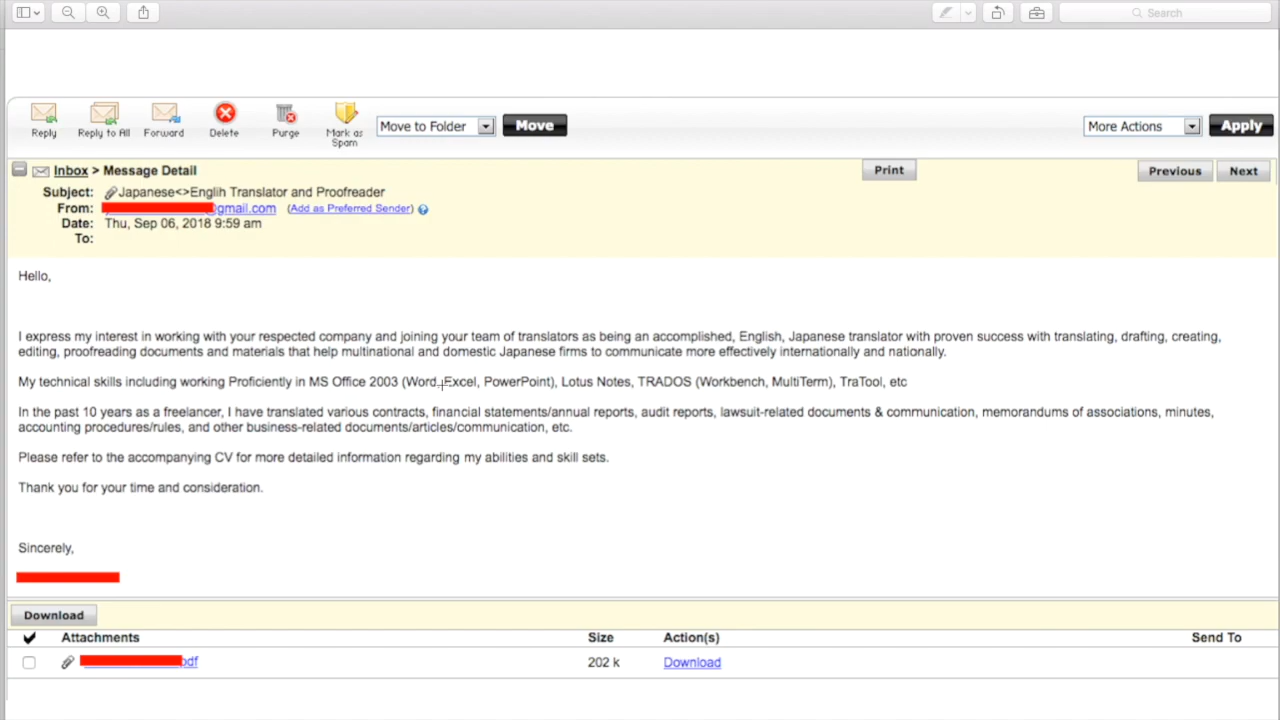 Search
Reply
Reply to All
Forward
Delete
Purge
Mark as Spam
Move to Folder
Move
More Actions
Apply
Inbox > Message Detail
Print
Previous
Next
Subject: Japanese<>Englih Translator and Proofreader
From: @gmail.com (Add as Preferred Sender)
Date: Thu, Sep 06, 2018 9:59 am
To:
Hello,
I express my interest in working with your respected company and joining your team of translators as being an accomplished, English, Japanese translator with proven success with translating, drafting, creating,
editing, proofreading documents and materials that help multinational and domestic Japanese firms to communicate more effectively internationally and nationally.
My technical skills including working Proficiently in MS Office 2003 (Word, Excel, PowerPoint), Lotus Notes, TRADOS (Workbench, MultiTerm), TraTool, etc
In the past 10 years as a freelancer, I have translated various contracts, financial statements/annual reports, audit reports, lawsuit-related documents & communication, memorandums of associations, minutes,
accounting procedures/rules, and other business-related documents/articles/communication, etc.
Please refer to the accompanying CV for more detailed information regarding my abilities and skill sets.
Thank you for your time and consideration.
Sincerely,
Download
Attachments Size Action(s) Send To
pdf 202 k Download